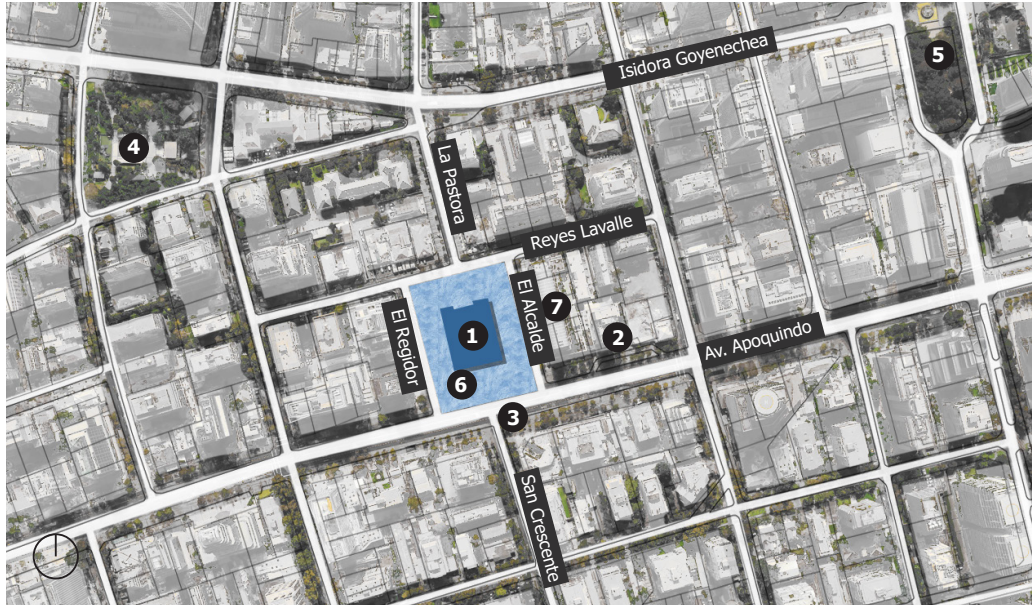 Isidora Goyenechea
5
4
La Pastora
Reyes Lavalle
El Alcalde
7
El Regidor
1
2
Av. Apoquindo
6
3
San Crescente